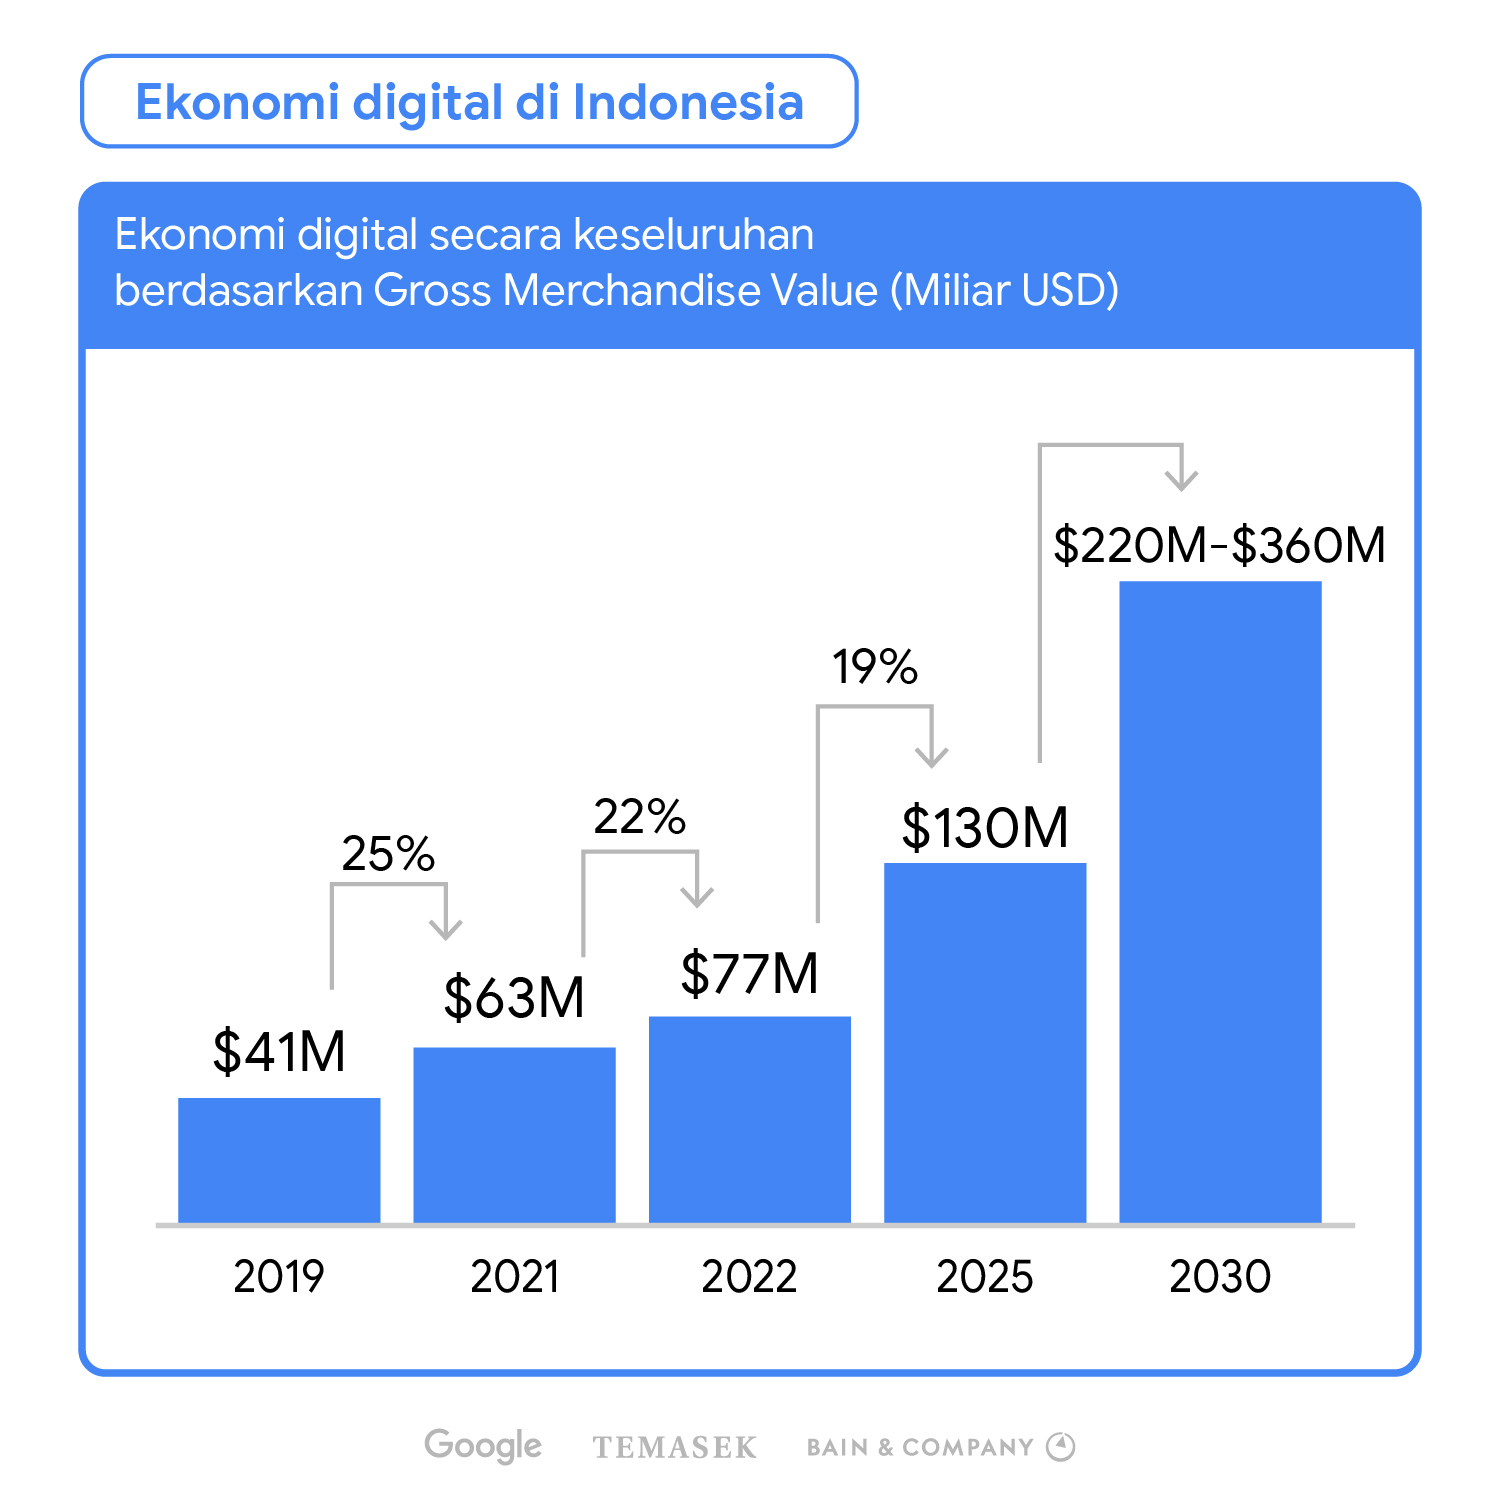 Ekonomi digital di Indonesia
Ekonomi digital secara keseluruhan
berdasarkan Gross Merchandise Value (Miliar USD)
$220M-$360M
19%
$130M
22%
25%
$77M
$63M
$41M
2019 2021 2022 2025 2030
Google TEMASEK BAIN & COMPANY